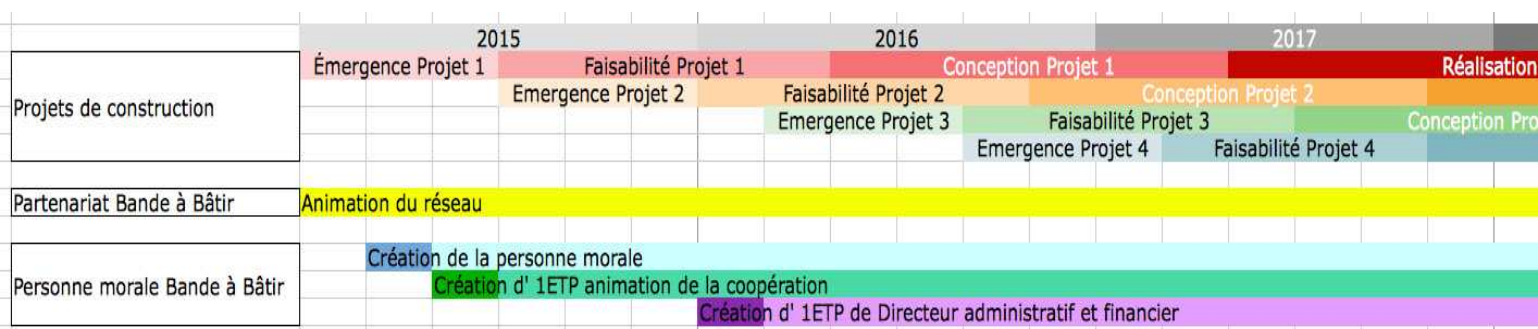 2015 2016 2017
Émergence Projet 1 Faisabilité Projet 1 Conception Projet 1 Réalisation
Emergence Projet 2 Faisabilité Projet 2 Conception Projet 2
Projets de construction
Emergence Projet 3 Faisabilité Projet 3 Conception Pro
Emergence Projet 4 Faisabilité Projet 4
Partenariat Bande à Bâtir Animation du réseau
Création de la personne morale
Personne morale Bande à Bâtir Création d' 1ETP animation de la coopération
Création d' 1ETP de Directeur administratif et financier